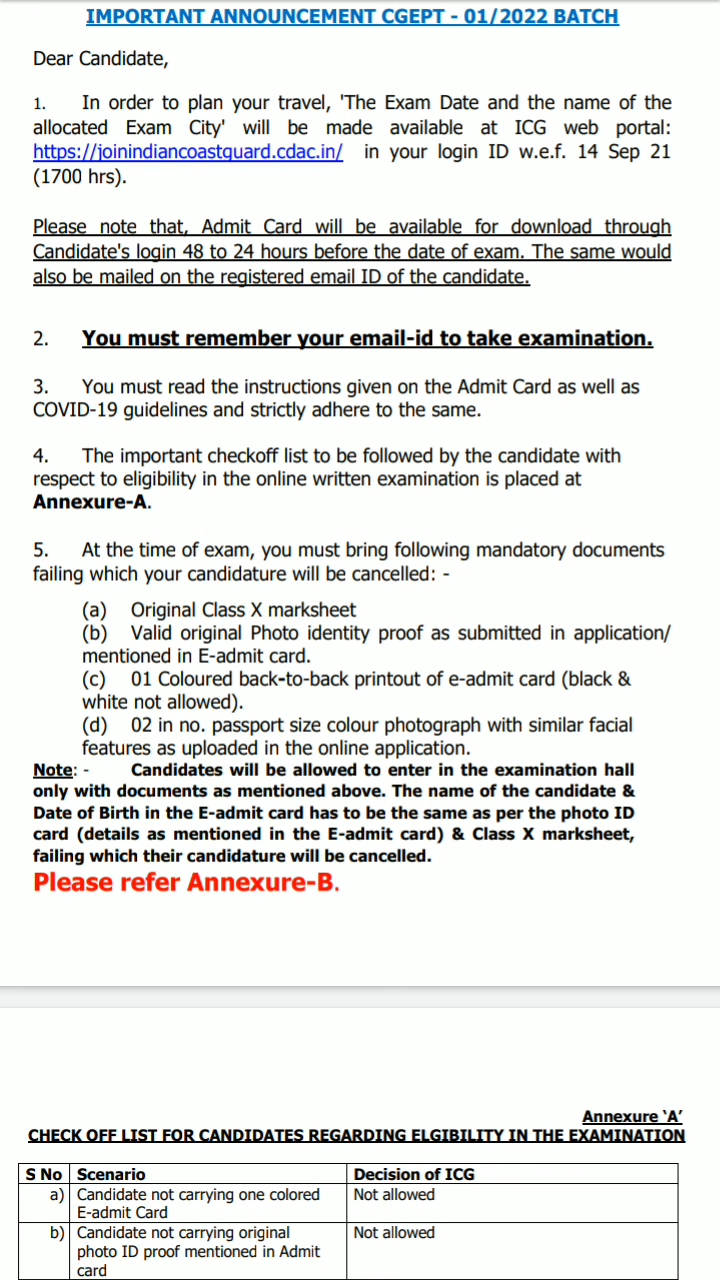 IMPORTANT ANNOUNCEMENT CGEPT - 01/2022 BATCH
Dear Candidate,
1. In order to plan your travel, 'The Exam Date and the name of the
allocated Exam City' will be made available at ICG web portal:
https://joinindiancoastguard.cdac.in/ in your login ID w.e.f. 14 Sep 21
(1700 hrs).
Please note that, Admit Card will be available for download through
Candidate's login 48 to 24 hours before the date of exam. The same would
also be mailed on the registered email ID of the candidate.
2. You must remember your email-id to take examination.
3. You must read the instructions given on the Admit Card as well as
COVID-19 guidelines and strictly adhere to the same.
4. The important checkoff list to be followed by the candidate with
respect to eligibility in the online written examination is placed at
Annexure-A.
5. At the time of exam, you must bring following mandatory documents
failing which your candidature will be cancelled: -
(a) Original Class X marksheet
(b) Valid original Photo identity proof as submitted in application/
mentioned in E-admit card.
(c) 01 Coloured back-to-back printout of e-admit card (black &
white not allowed).
(d) 02 in no. passport size colour photograph with similar facial
features as uploaded in the online application.
Note: - Candidates will be allowed to enter in the examination hall
only with documents as mentioned above. The name of the candidate &
Date of Birth in the E-admit card has to be the same as per the photo ID
card (details as mentioned in the E-admit card) & Class X marksheet,
failing which their candidature will be cancelled.
Please refer Annexure-B.
Annexure 'A'
CHECK OFF LIST FOR CANDIDATES REGARDING ELGIBILITY IN THE EXAMINATION
S No Scenario Decision of ICG
a) Candidate not carrying one colored Not allowed
E-admit Card
b) Candidate not carrying original Not allowed
photo ID proof mentioned in Admit
card